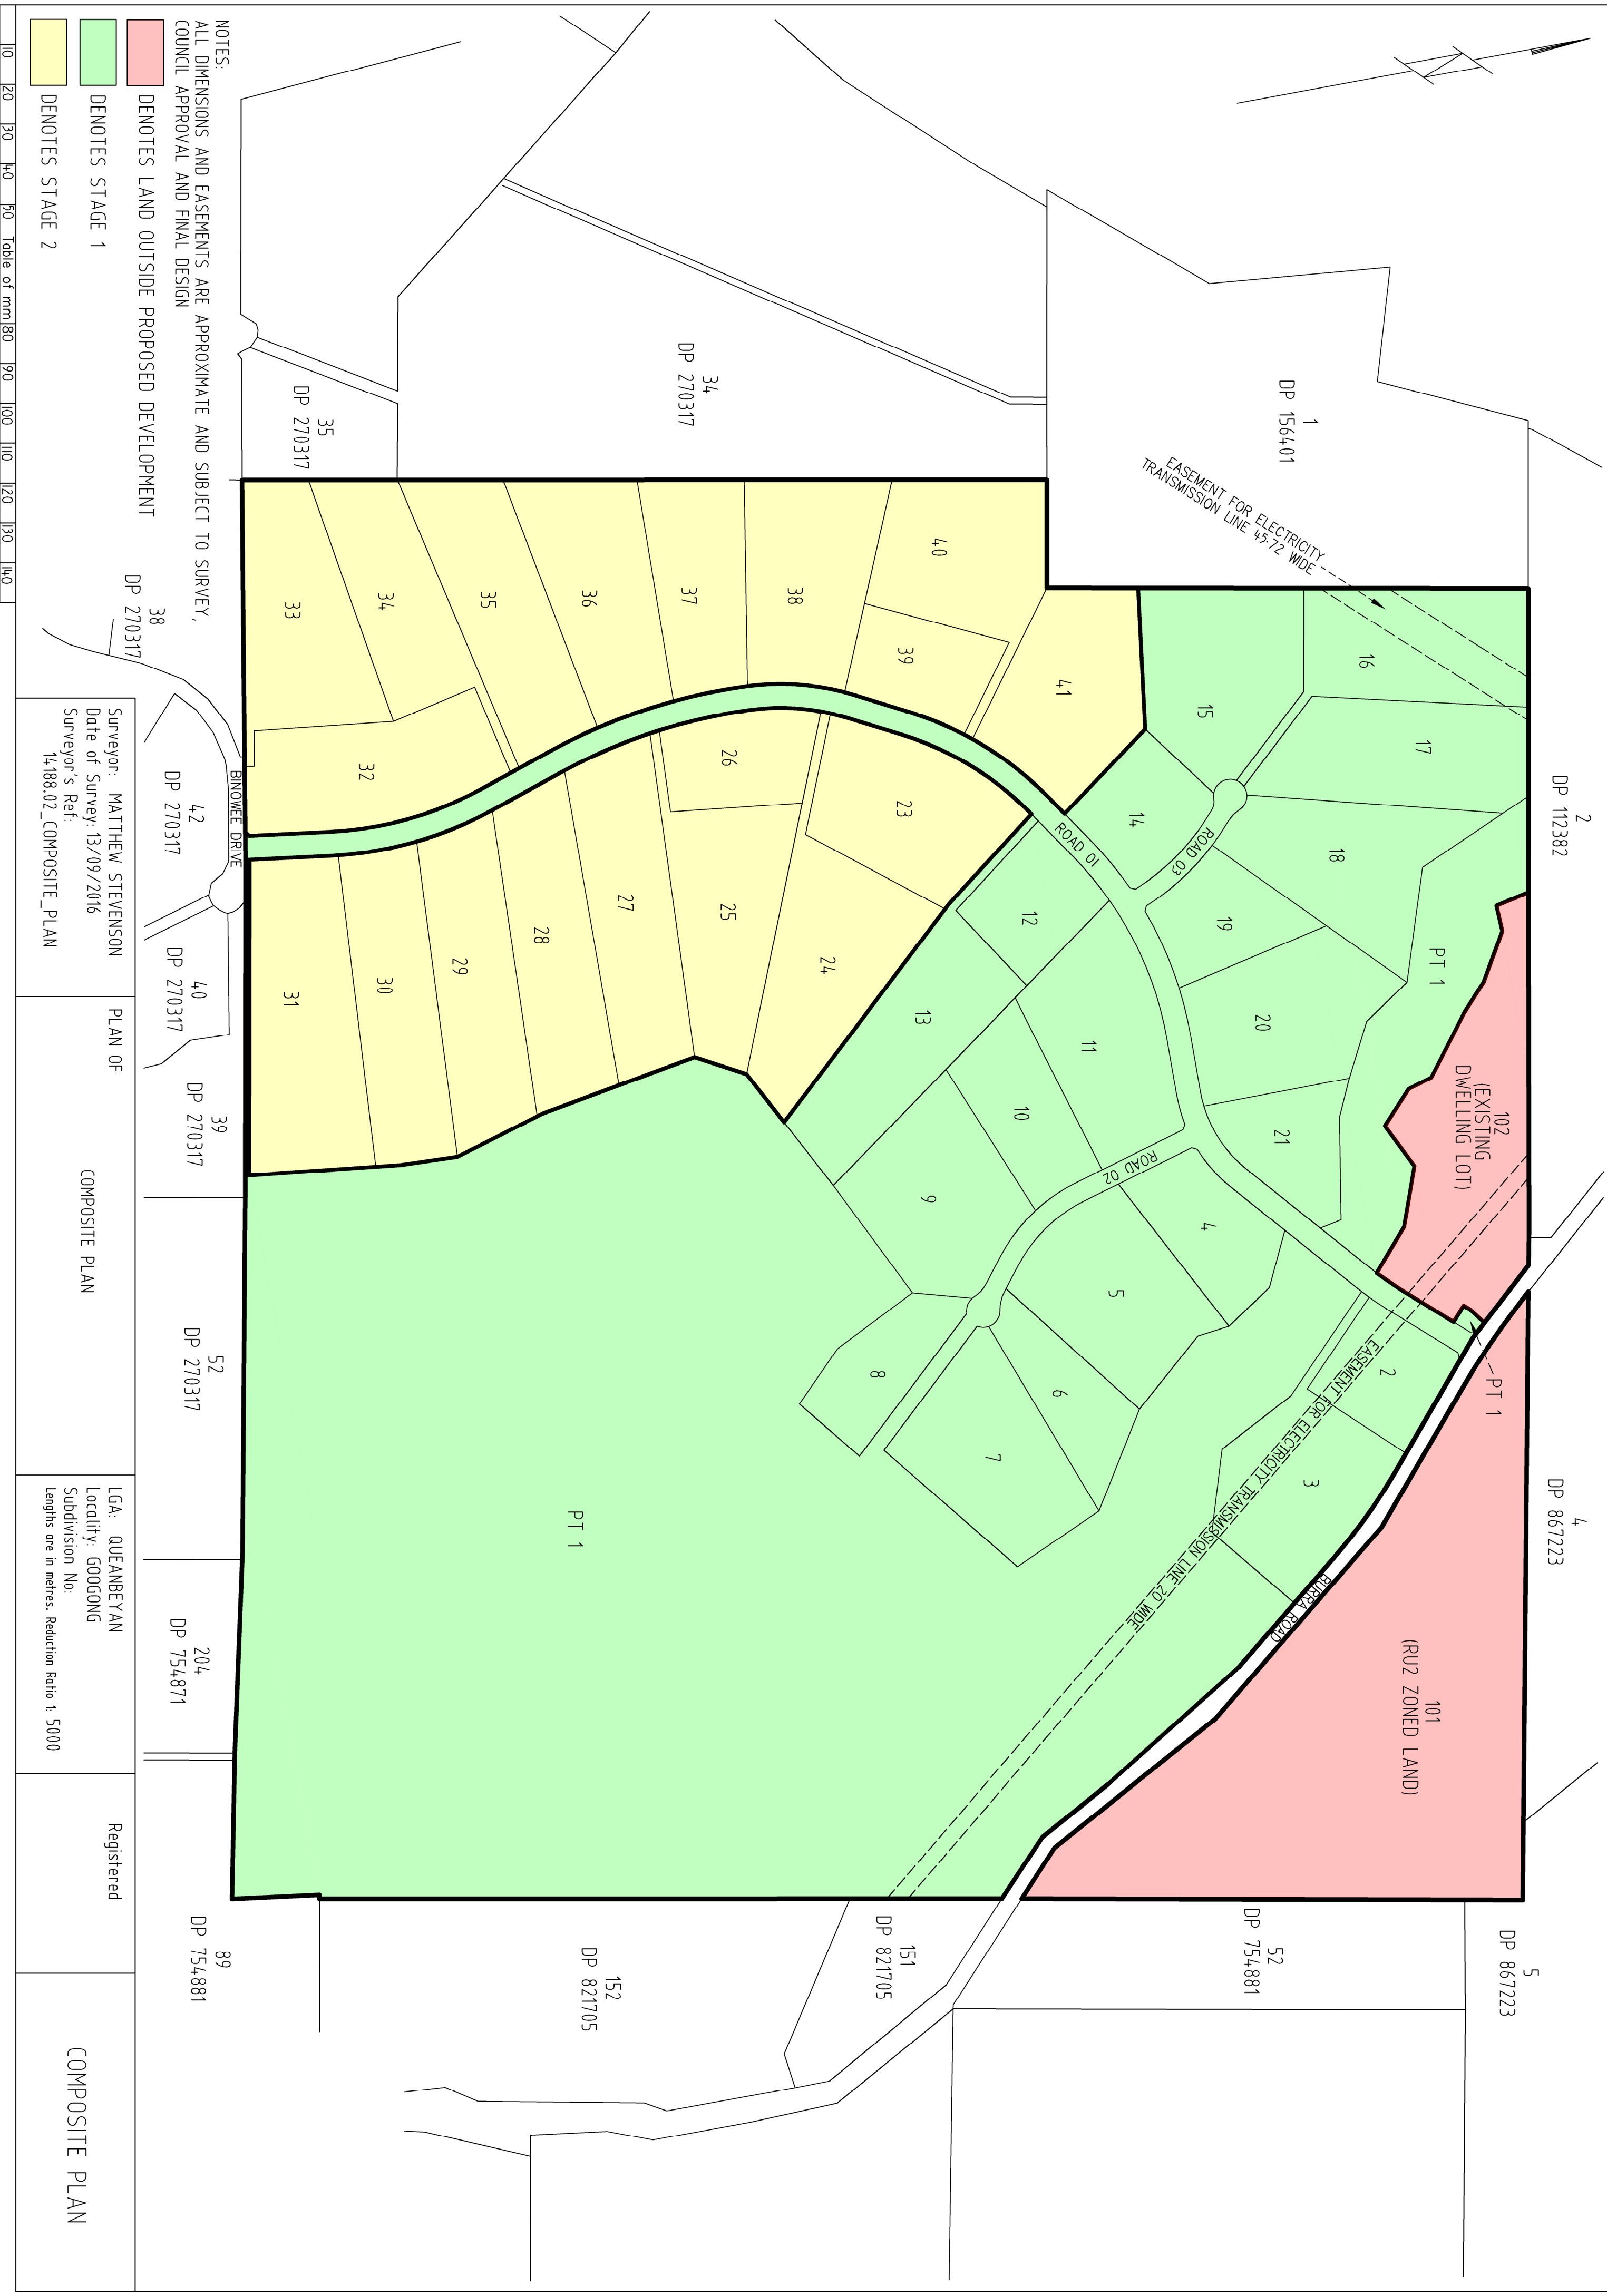 2
DP 112382
4
DP 867223
5
DP 867223
1
DP 156401
EASEMENT FOR ELECTRICITY
TRANSMISSION LINE 45.72 WIDE
16
17
18
PT 1
102
(EXISTING
DWELLING LOT)
PT 1
101
(RU2 ZONED LAND)
52
DP 754881
15
14
ROAD 03
19
20
21
4
2
3
EASEMENT FOR ELECTRICITY TRANSMISSION LINE 20 WIDE
BURRA ROAD
41
ROAD 01
12
11
ROAD 02
5
6
7
40
39
23
13
10
9
8
151
DP 821705
34
DP 270317
38
37
26
25
24
36
27
PT 1
152
DP 821705
35
28
34
29
30
33
32
31
35
DP 270317
BINOWEE DRIVE
38
DP 270317
42
DP 270317
40
DP 270317
39
DP 270317
52
DP 270317
204
DP 754871
89
DP 754881
NOTES:
ALL DIMENSIONS AND EASEMENTS ARE APPROXIMATE AND SUBJECT TO SURVEY,
COUNCIL APPROVAL AND FINAL DESIGN
DENOTES LAND OUTSIDE PROPOSED DEVELOPMENT
DENOTES STAGE 1
DENOTES STAGE 2
Surveyor: MATTHEW STEVENSON
Date of Survey: 13/09/2016
Surveyor's Ref:
14188.02_COMPOSITE_PLAN
PLAN OF
COMPOSITE PLAN
LGA: QUEANBEYAN
Locality: GOOGONG
Subdivision No:
Lengths are in metres. Reduction Ratio 1: 5000
Registered
COMPOSITE PLAN
10 20 30 40 50 Table of mm 80 90 100 110 120 130 140